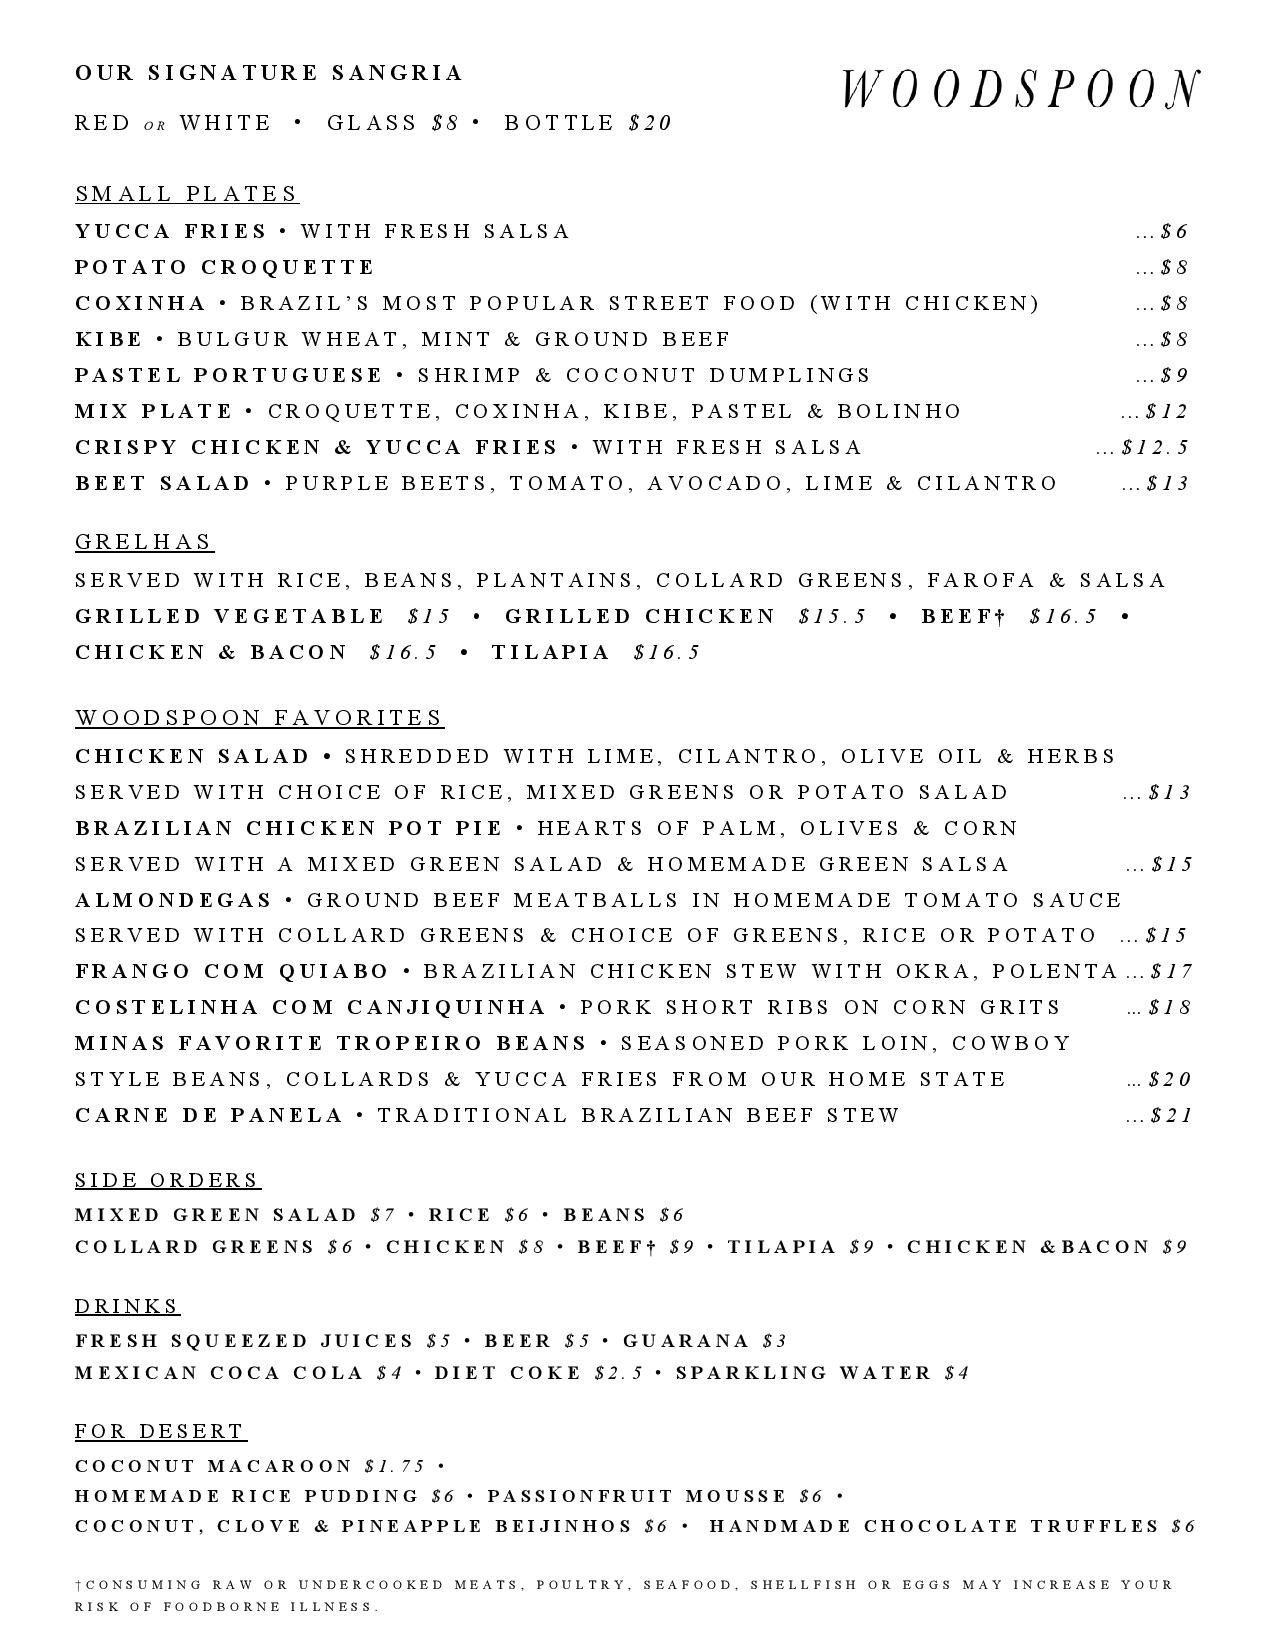 OUR SIGNATURE SANGRIA
WOODSPOON
RED OR WHITE • GLASS $8 • BOTTLE $20
SMALL PLATES
YUCCA FRIES • WITH FRESH SALSA ...$6
POTATO CROQUETTE ...$8
COXINHA • BRAZIL’S MOST POPULAR STREET FOOD (WITH CHICKEN) ...$8
KIBE • BULGUR WHEAT, MINT & GROUND BEEF ...$8
PASTEL PORTUGUESE • SHRIMP & COCONUT DUMPLINGS ...$9
MIX PLATE • CROQUETTE, COXINHA, KIBE, PASTEL & BOLINHO ...$12
CRISPY CHICKEN & YUCCA FRIES • WITH FRESH SALSA ...$12.5
BEET SALAD • PURPLE BEETS, TOMATO, AVOCADO, LIME & CILANTRO ...$13
GRELHAS
SERVED WITH RICE, BEANS, PLANTAINS, COLLARD GREENS, FAROFA & SALSA
GRILLED VEGETABLE $15 • GRILLED CHICKEN $15.5 • BEEF† $16.5 •
CHICKEN & BACON $16.5 • TILAPIA $16.5
WOODSPOON FAVORITES
CHICKEN SALAD • SHREDDED WITH LIME, CILANTRO, OLIVE OIL & HERBS
SERVED WITH CHOICE OF RICE, MIXED GREENS OR POTATO SALAD ...$13
BRAZILIAN CHICKEN POT PIE • HEARTS OF PALM, OLIVES & CORN
SERVED WITH A MIXED GREEN SALAD & HOMEMADE GREEN SALSA ...$15
ALMONDEGAS • GROUND BEEF MEATBALLS IN HOMEMADE TOMATO SAUCE
SERVED WITH COLLARD GREENS & CHOICE OF GREENS, RICE OR POTATO ...$15
FRANGO COM QUIABO • BRAZILIAN CHICKEN STEW WITH OKRA, POLENTA ...$17
COSTELINHA COM CANJIQUINHA • PORK SHORT RIBS ON CORN GRITS ...$18
MINAS FAVORITE TROPEIRO BEANS • SEASONED PORK LOIN, COWBOY
STYLE BEANS, COLLARDS & YUCCA FRIES FROM OUR HOME STATE ...$20
CARNE DE PANELA • TRADITIONAL BRAZILIAN BEEF STEW ...$21
SIDE ORDERS
MIXED GREEN SALAD $7 • RICE $6 • BEANS $6
COLLARD GREENS $6 • CHICKEN $8 • BEEF† $9 • TILAPIA $9 • CHICKEN &BACON $9
DRINKS
FRESH SQUEEZED JUICES $5 • BEER $5 • GUARANA $3
MEXICAN COCA COLA $4 • DIET COKE $2.5 • SPARKLING WATER $4
FOR DESERT
COCONUT MACAROON $1.75 •
HOMEMADE RICE PUDDING $6 • PASSIONFRUIT MOUSSE $6 •
COCONUT, CLOVE & PINEAPPLE BEIJINHOS $6 • HANDMADE CHOCOLATE TRUFFLES $6
†CONSUMING RAW OR UNDERCOOKED MEATS, POULTRY, SEAFOOD, SHELLFISH OR EGGS MAY INCREASE YOUR
RISK OF FOODBORNE ILLNESS.